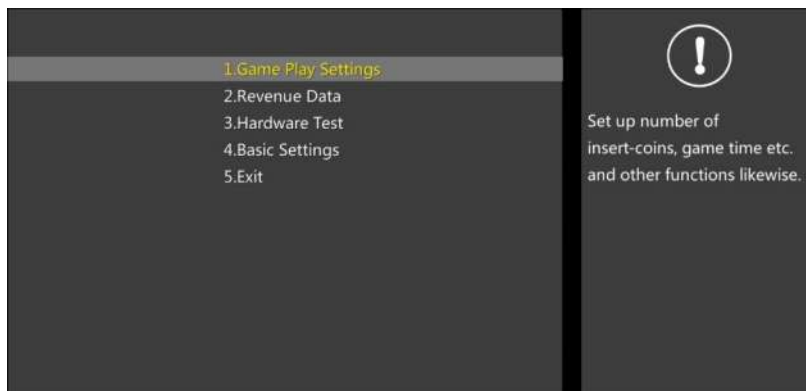 1.Game Play Settings
2.Revenue Data
3.Hardware Test
4.Basic Settings
5.Exit
Set up number of
insert-coins, game time etc.
and other functions likewise.